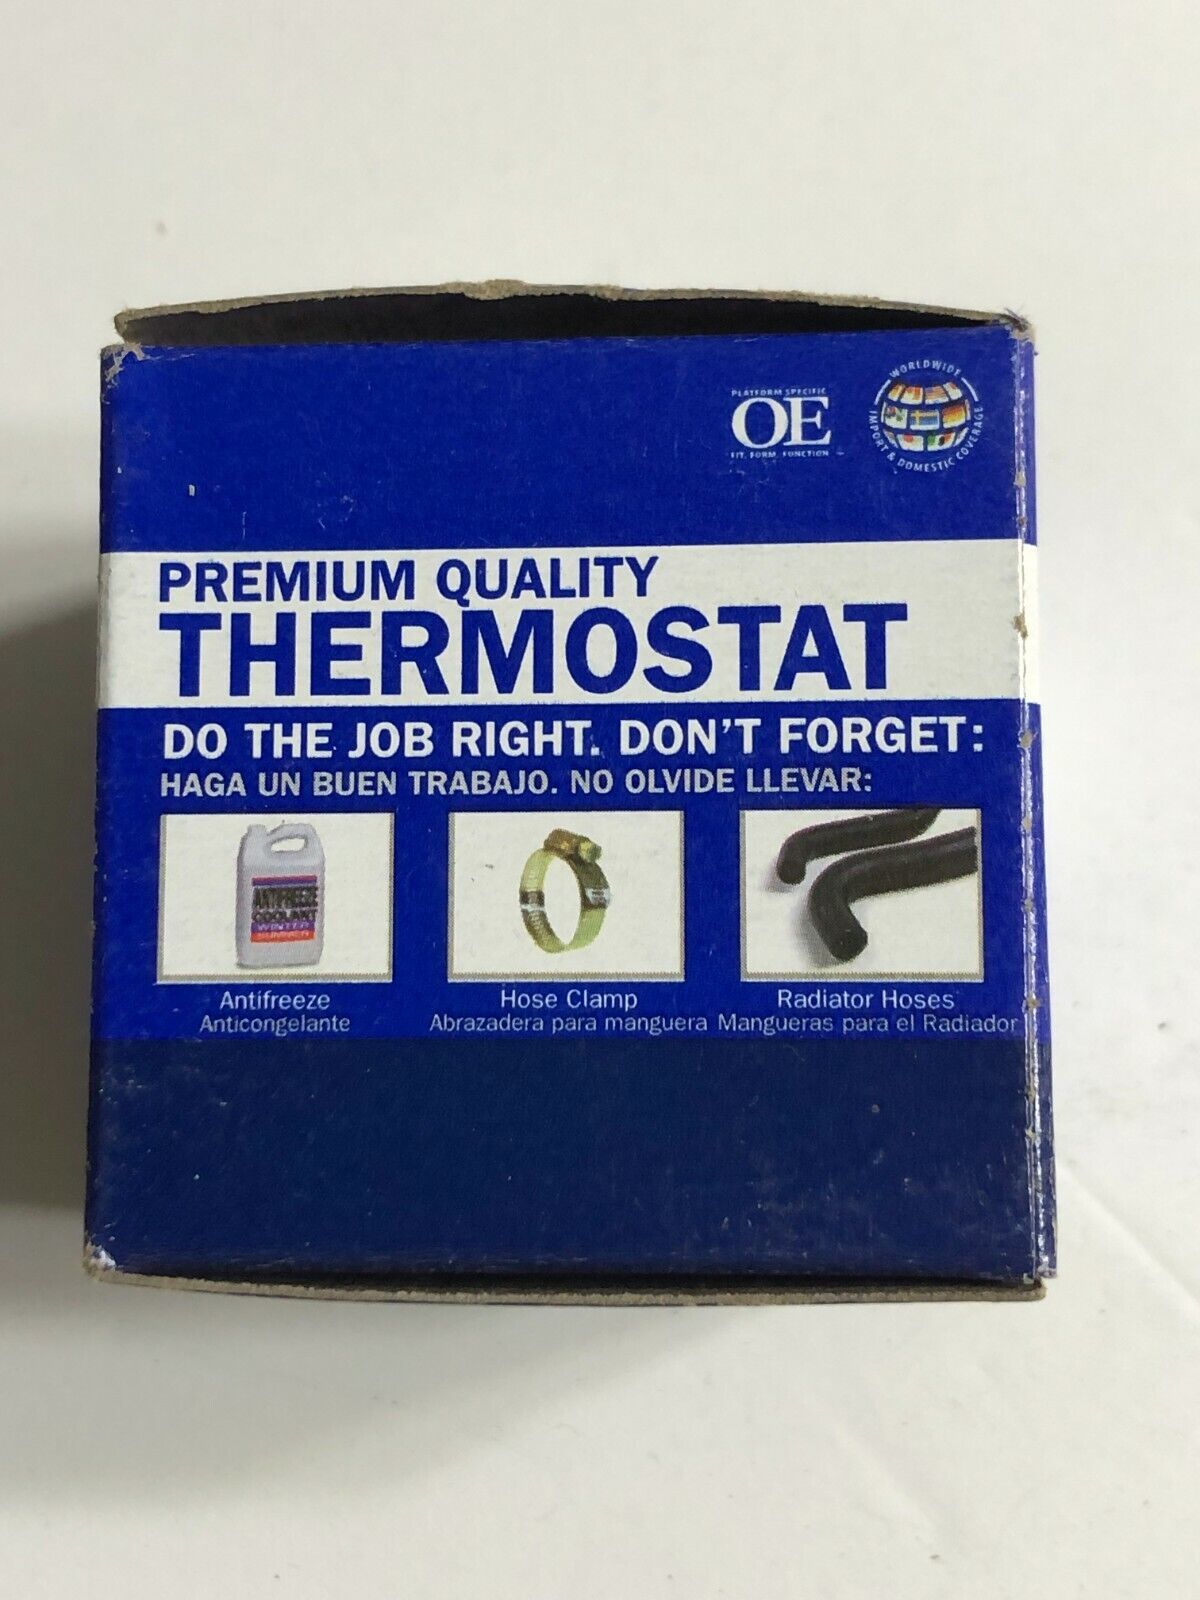 PLATFORM SPECIFIC
OE
FIT, FORM, FUNCTION
WORLDWIDE
IMPORT & DOMESTIC COVERAGE
PREMIUM QUALITY
THERMOSTAT
DO THE JOB RIGHT. DON'T FORGET:
HAGA UN BUEN TRABAJO. NO OLVIDE LLEVAR:
ANTIFREEZE
COOLANT
WINTER
SUMMER
Antifreeze
Anticongelante
Hose Clamp
Abrazadera para manguera
Radiator Hoses
Mangueras para el Radiador